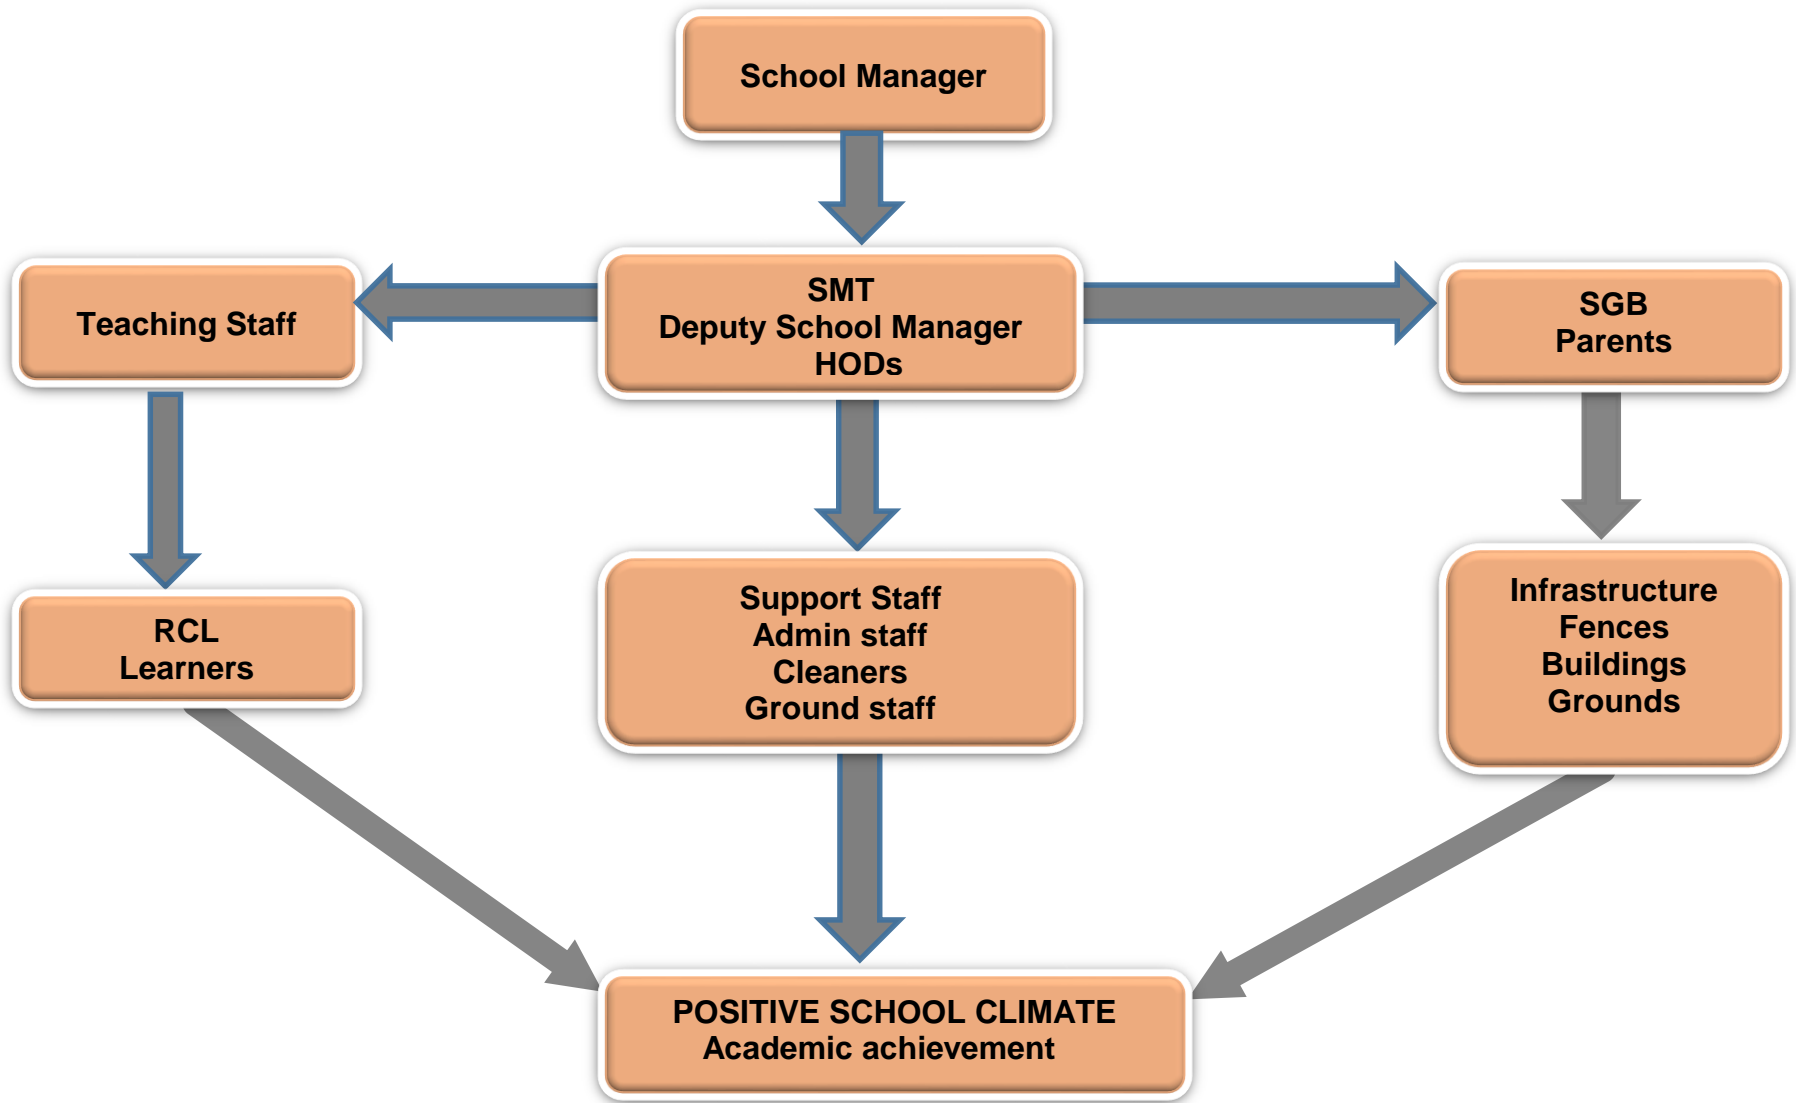 School Manager
Teaching Staff
SMT
Deputy School Manager
HODs
SGB
Parents
RCL
Learners
Support Staff
Admin staff
Cleaners
Ground staff
Infrastructure
Fences
Buildings
Grounds
POSITIVE SCHOOL CLIMATE
Academic achievement